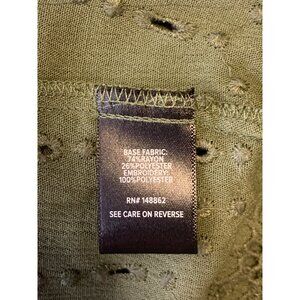 BASE FABRIC:
74%RAYON
26%POLYESTER
EMBROIDERY:
100%POLYESTER
RN# 148862
SEE CARE ON REVERSE